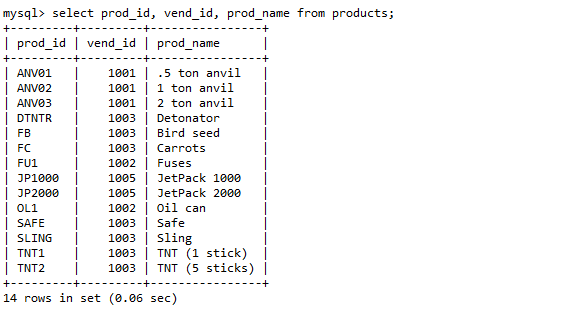 mysql> select prod_id, vend_id, prod_name from products;
+---------+---------+----------------+
| prod_id | vend_id | prod_name      |
+---------+---------+----------------+
| ANV01   |    1001 | .5 ton anvil   |
| ANV02   |    1001 | 1 ton anvil    |
| ANV03   |    1001 | 2 ton anvil    |
| DTNTR   |    1003 | Detonator      |
| FB      |    1003 | Bird seed      |
| FC      |    1003 | Carrots        |
| FU1     |    1002 | Fuses          |
| JP1000  |    1005 | JetPack 1000   |
| JP2000  |    1005 | JetPack 2000   |
| OL1     |    1002 | Oil can        |
| SAFE    |    1003 | Safe           |
| SLING   |    1003 | Sling          |
| TNT1    |    1003 | TNT (1 stick)  |
| TNT2    |    1003 | TNT (5 sticks) |
+---------+---------+----------------+
14 rows in set (0.06 sec)